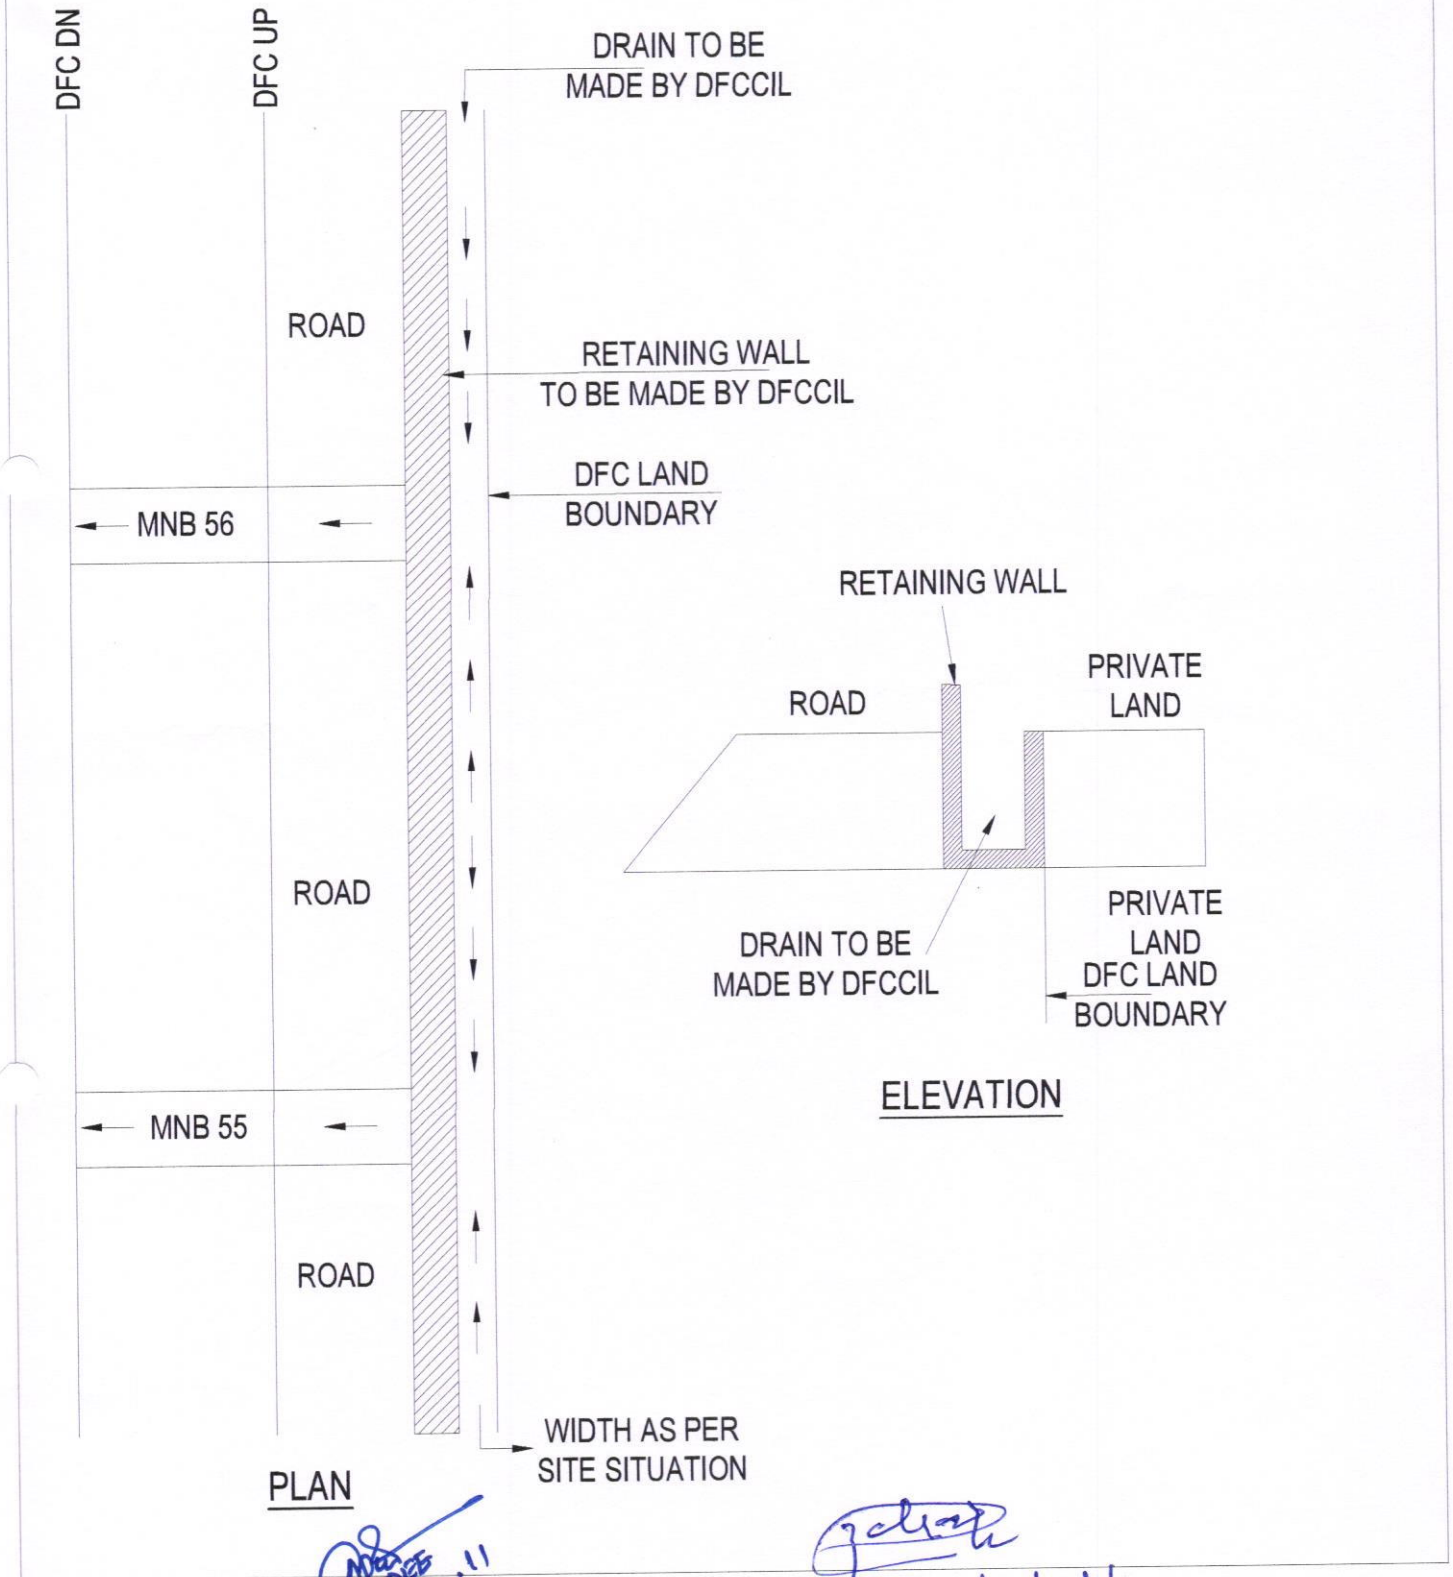 DFC DN
DFC UP
DRAIN TO BE
MADE BY DFCCIL
ROAD
RETAINING WALL
TO BE MADE BY DFCCIL
DFC LAND
BOUNDARY
MNB 56
RETAINING WALL
ROAD
PRIVATE
LAND
ROAD
DRAIN TO BE
MADE BY DFCCIL
PRIVATE
LAND
DFC LAND
BOUNDARY
ELEVATION
MNB 55
ROAD
WIDTH AS PER
SITE SITUATION
PLAN